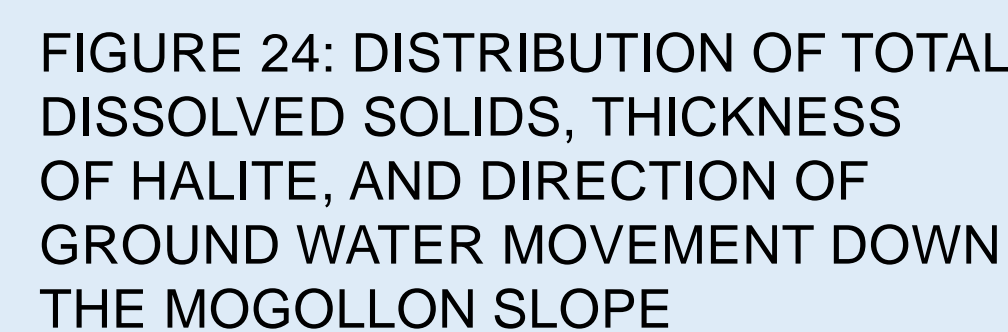 FIGURE 24: DISTRIBUTION OF TOTAL
DISSOLVED SOLIDS, THICKNESS
OF HALITE, AND DIRECTION OF
GROUND WATER MOVEMENT DOWN
THE MOGOLLON SLOPE